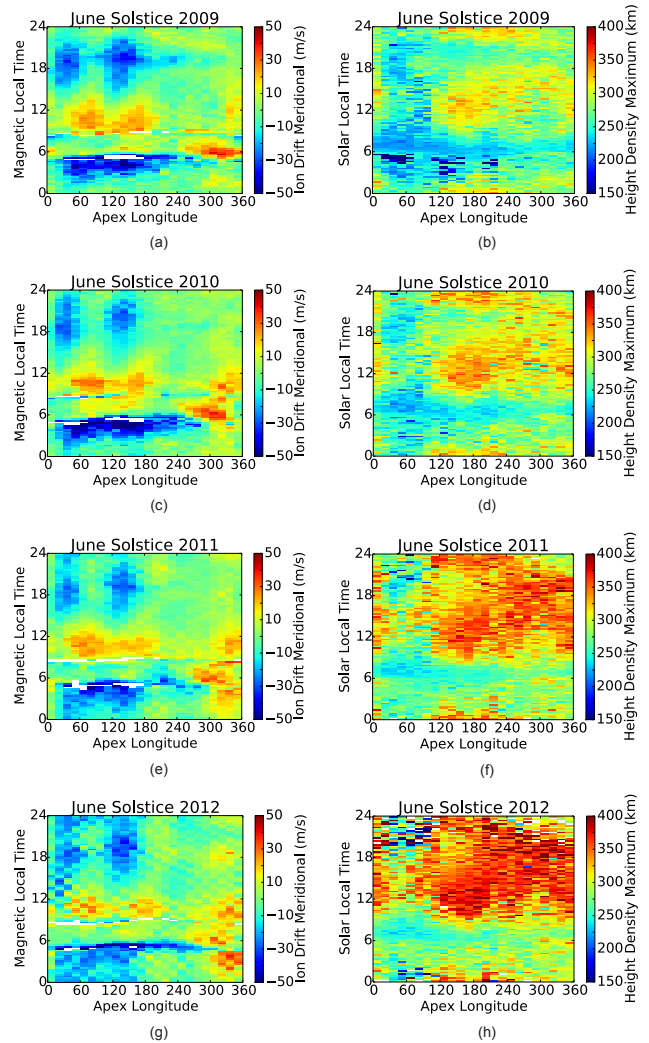 June Solstice 2009
Magnetic Local Time
24
18
12
6
0
0 60 120 180 240 300 360
Apex Longitude
50
30
10
−10
−30
−50
Ion Drift Meridional (m/s)
(a)
June Solstice 2009
Solar Local Time
24
18
12
6
0
0 60 120 180 240 300 360
Apex Longitude
400
350
300
250
200
150
Height Density Maximum (km)
(b)
June Solstice 2010
Magnetic Local Time
24
18
12
6
0
0 60 120 180 240 300 360
Apex Longitude
50
30
10
−10
−30
−50
Ion Drift Meridional (m/s)
(c)
June Solstice 2010
Solar Local Time
24
18
12
6
0
0 60 120 180 240 300 360
Apex Longitude
400
350
300
250
200
150
Height Density Maximum (km)
(d)
June Solstice 2011
Magnetic Local Time
24
18
12
6
0
0 60 120 180 240 300 360
Apex Longitude
50
30
10
−10
−30
−50
Ion Drift Meridional (m/s)
(e)
June Solstice 2011
Solar Local Time
24
18
12
6
0
0 60 120 180 240 300 360
Apex Longitude
400
350
300
250
200
150
Height Density Maximum (km)
(f)
June Solstice 2012
Magnetic Local Time
24
18
12
6
0
0 60 120 180 240 300 360
Apex Longitude
50
30
10
−10
−30
−50
Ion Drift Meridional (m/s)
(g)
June Solstice 2012
Solar Local Time
24
18
12
6
0
0 60 120 180 240 300 360
Apex Longitude
400
350
300
250
200
150
Height Density Maximum (km)
(h)